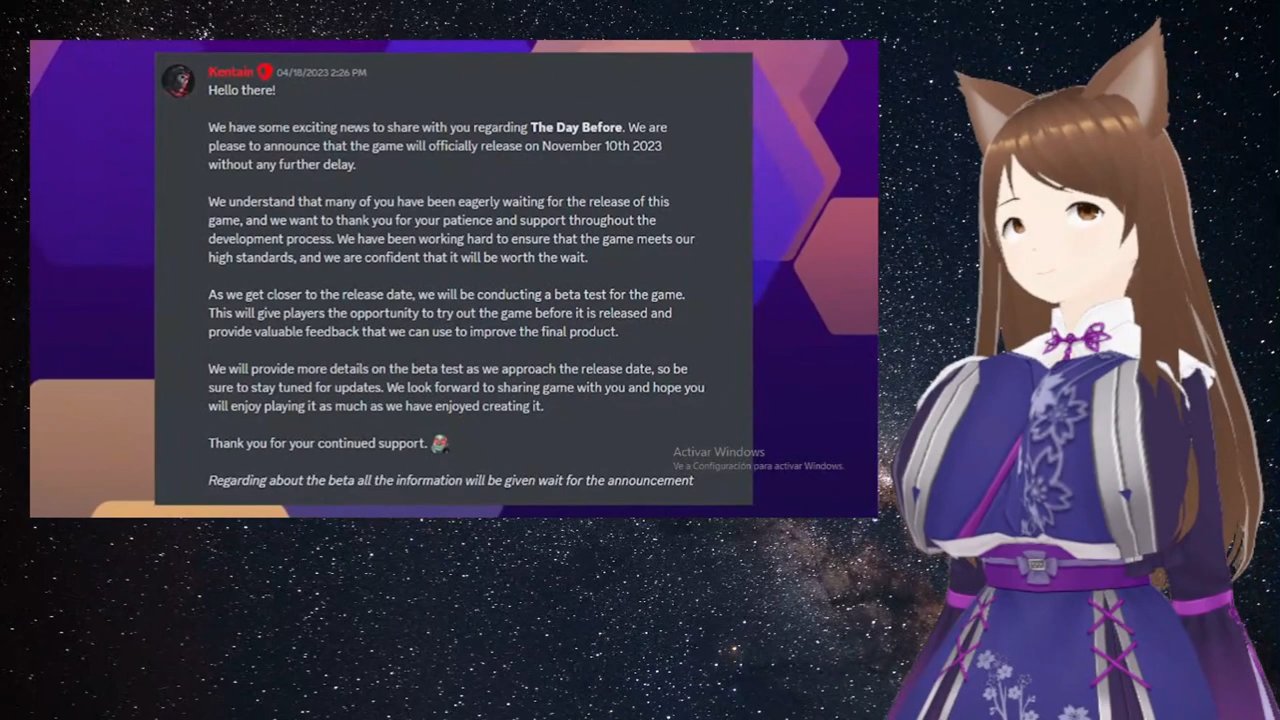 Kentain 04/18/2023 2:26 PM
Hello there!
We have some exciting news to share with you regarding The Day Before. We are
please to announce that the game will officially release on November 10th 2023
without any further delay.
We understand that many of you have been eagerly waiting for the release of this
game, and we want to thank you for your patience and support throughout the
development process. We have been working hard to ensure that the game meets our
high standards, and we are confident that it will be worth the wait.
As we get closer to the release date, we will be conducting a beta test for the game.
This will give players the opportunity to try out the game before it is released and
provide valuable feedback that we can use to improve the final product.
We will provide more details on the beta test as we approach the release date, so be
sure to stay tuned for updates. We look forward to sharing game with you and hope you
will enjoy playing it as much as we have enjoyed creating it.
Thank you for your continued support.
Activar Windows
Ve a Configuración para activar Windows.
Regarding about the beta all the information will be given wait for the announcement